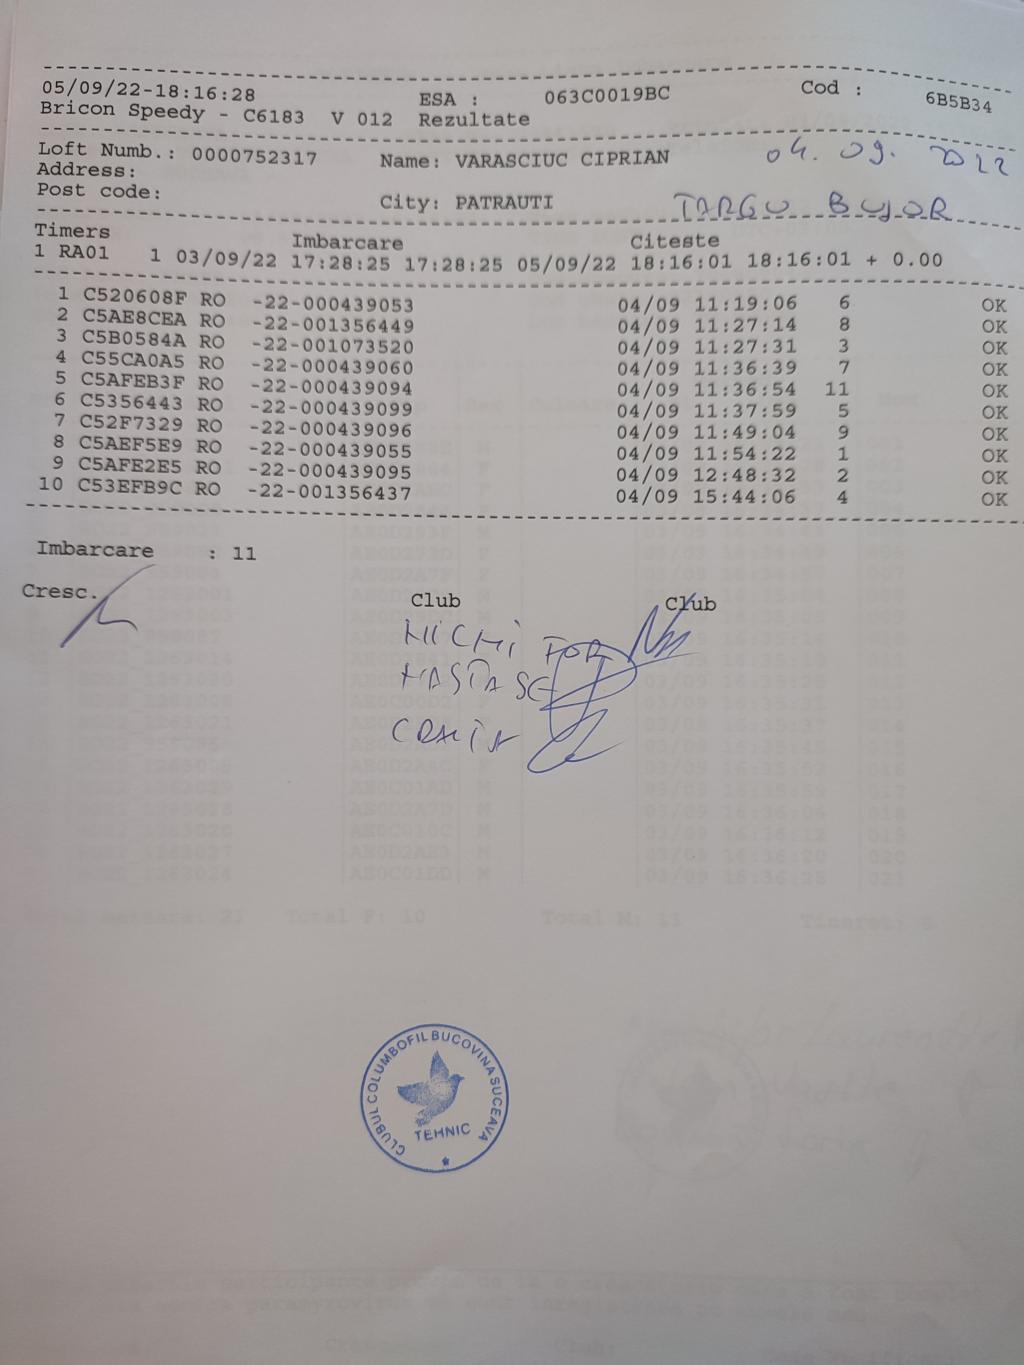 05/09/22-18:16:28 ESA : 063C0019BC Cod : 6B5B34
Bricon Speedy - C6183 V 012 Rezultate
Loft Numb.: 0000752317 Name: VARASCIUC CIPRIAN 04. 09. 2022
Address:
Post code: City: PATRAUTI TARGU BUJOR
Timers Imbarcare Citeste
1 RA01 1 03/09/22 17:28:25 17:28:25 05/09/22 18:16:01 18:16:01 + 0.00
1 C520608F RO -22-000439053 04/09 11:19:06 6 OK
2 C5AE8CEA RO -22-001356449 04/09 11:27:14 8 OK
3 C5B0584A RO -22-001073520 04/09 11:27:31 3 OK
4 C55CA0A5 RO -22-000439060 04/09 11:36:39 7 OK
5 C5AFEB3F RO -22-000439094 04/09 11:36:54 11 OK
6 C5356443 RO -22-000439099 04/09 11:37:59 5 OK
7 C52F7329 RO -22-000439096 04/09 11:49:04 9 OK
8 C5AEF5E9 RO -22-000439055 04/09 11:54:22 1 OK
9 C5AFE2E5 RO -22-000439095 04/09 12:48:32 2 OK
10 C53EFB9C RO -22-001356437 04/09 15:44:06 4 OK
Imbarcare : 11
Cresc. Club Club
CLUBUL COLUMBOFIL BUCOVINA SUCEAVA
TEHNIC